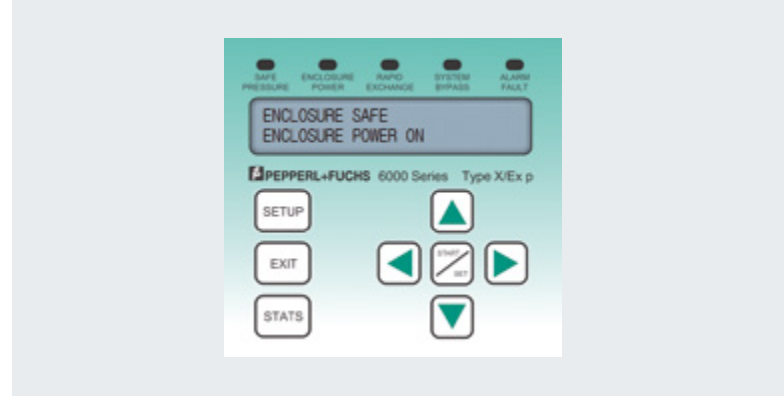 SAFE PRESSURE
ENCLOSURE POWER
RAPID EXCHANGE
SYSTEM BYPASS
ALARM FAULT
ENCLOSURE SAFE
ENCLOSURE POWER ON
PEPPERL+FUCHS 6000 Series Type X/Ex p
SETUP
EXIT
START
SET
STATS